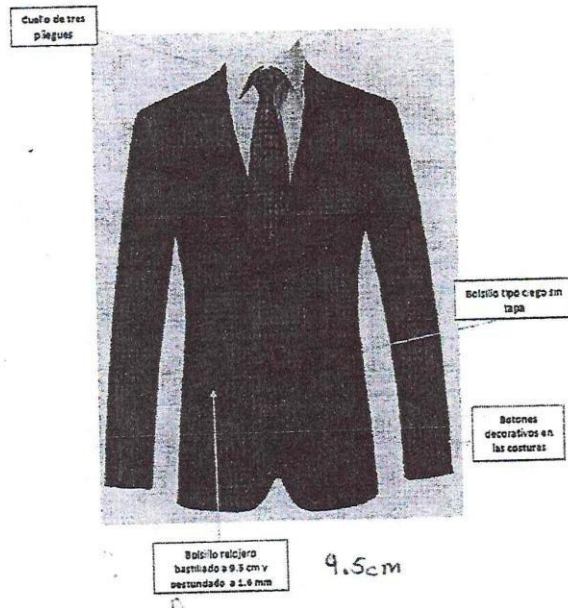 Cuello de tres
pliegues
Bolsillo tipo ciego sin
tapa
Botones
decorativos en
las costuras
Bolsillo relojero
bastillado a 9.5 cm y
pestundado a 1.6 mm
9.5cm